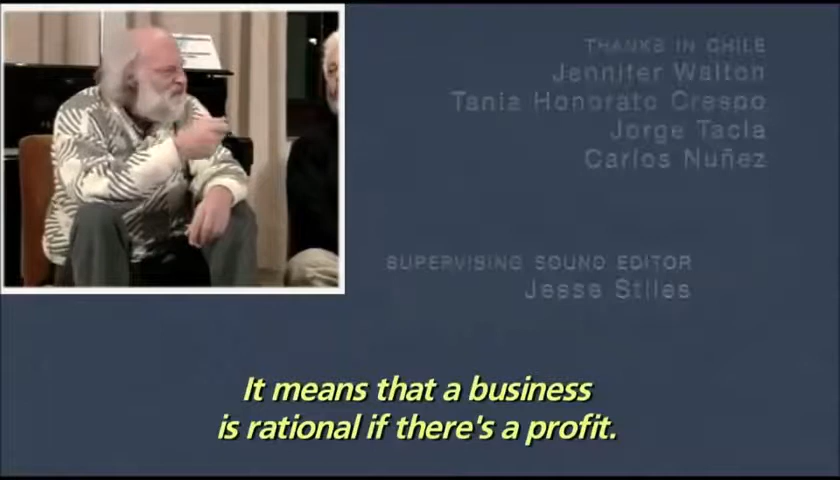 THANKS IN CHILE
Jennifer Walton
Tania Honorato Crespo
Jorge Tacla
Carlos Nuñez
SUPERVISING SOUND EDITOR
Jesse Stiles
It means that a business
is rational if there's a profit.